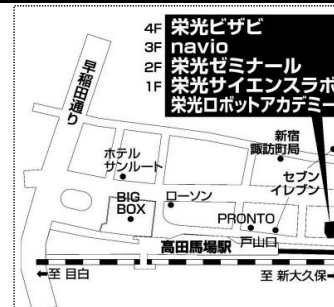 4F 栄光ビザビ
3F navio
2F 栄光ゼミナール
1F 栄光サイエンスラボ
栄光ロボットアカデミー
早稲田通り
新宿
諏訪町局
ホテル
サンルート
セブン
イレブン
BIG
BOX
ローソン
PRONTO
戸山口
高田馬場駅
←至 目白
至 新大久保→